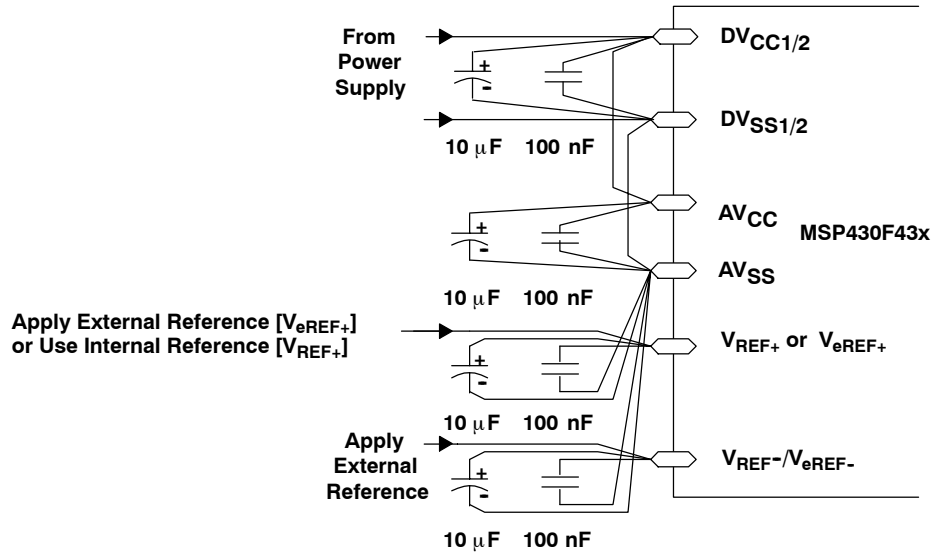 From
Power
Supply
DVCC1/2
+
-
DVSS1/2
10 μF 100 nF
AVCC
MSP430F43x
+
-
AVSS
10 μF 100 nF
Apply External Reference [VeREF+]
or Use Internal Reference [VREF+]
VREF+ or VeREF+
+
-
10 μF 100 nF
Apply
External
Reference
VREF-/VeREF-
+
-
10 μF 100 nF